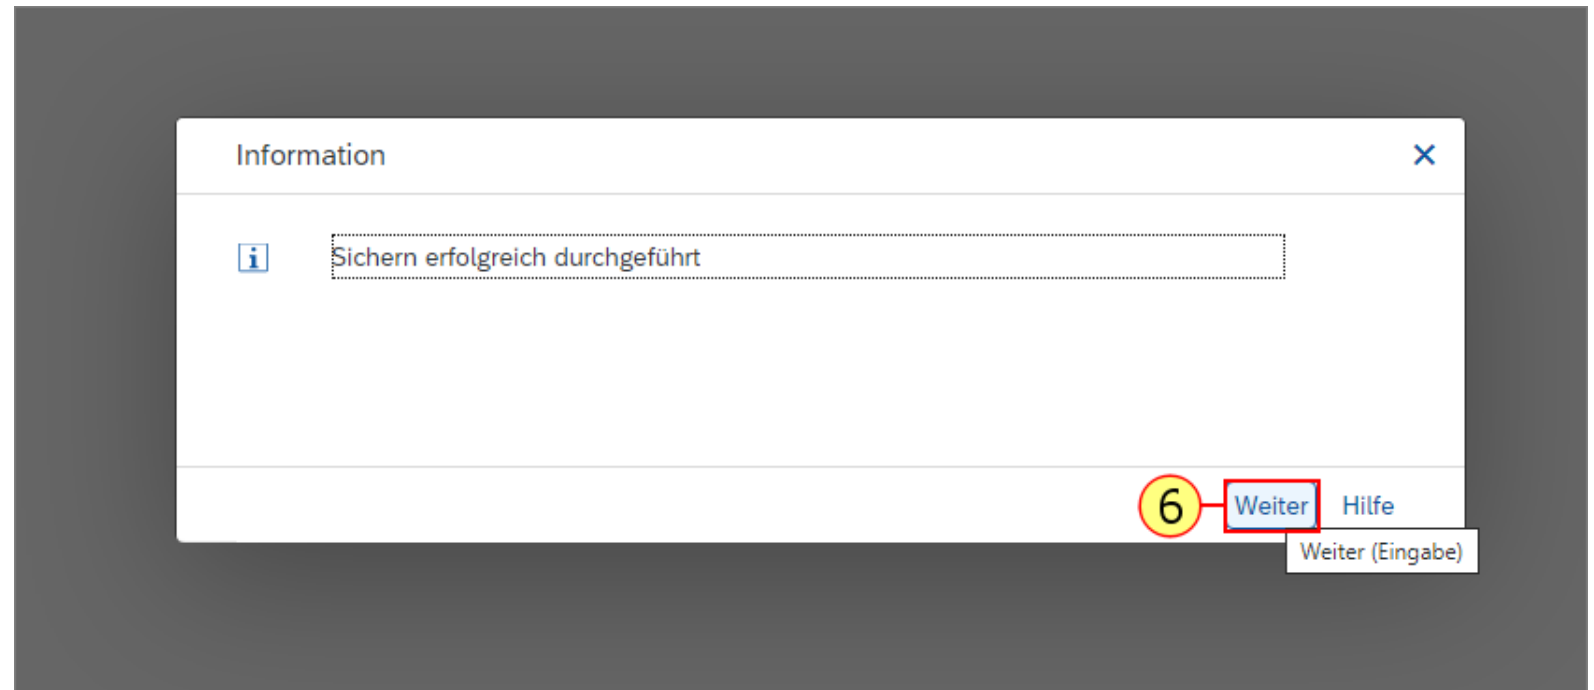 Information
Sichern erfolgreich durchgeführt
6 Weiter Hilfe
Weiter (Eingabe)